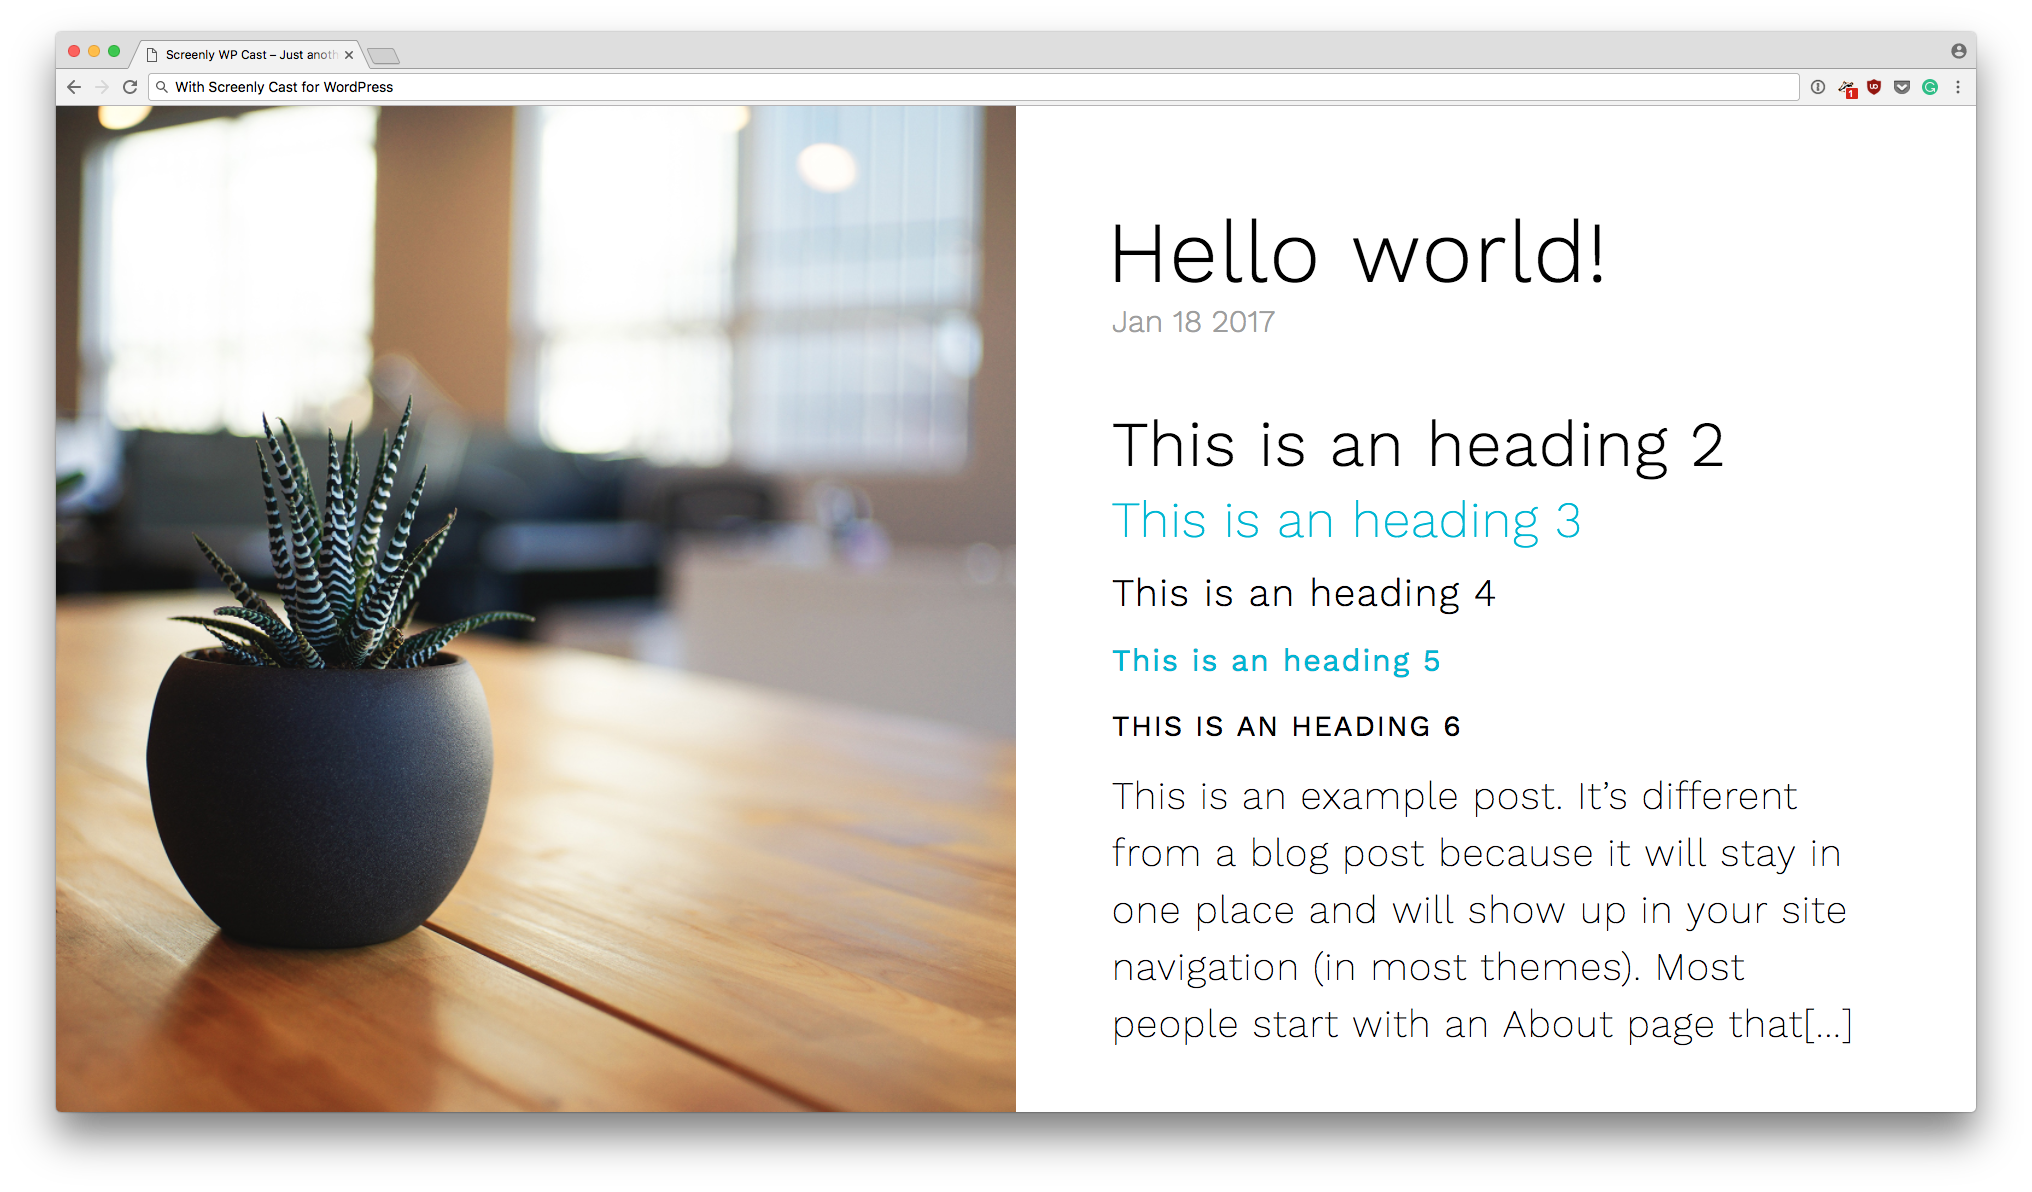 Screenly WP Cast – Just anoth
With Screenly Cast for WordPress
1
Hello world!
Jan 18 2017
This is an heading 2
This is an heading 3
This is an heading 4
This is an heading 5
THIS IS AN HEADING 6
This is an example post. It’s different
from a blog post because it will stay in
one place and will show up in your site
navigation (in most themes). Most
people start with an About page that[...]